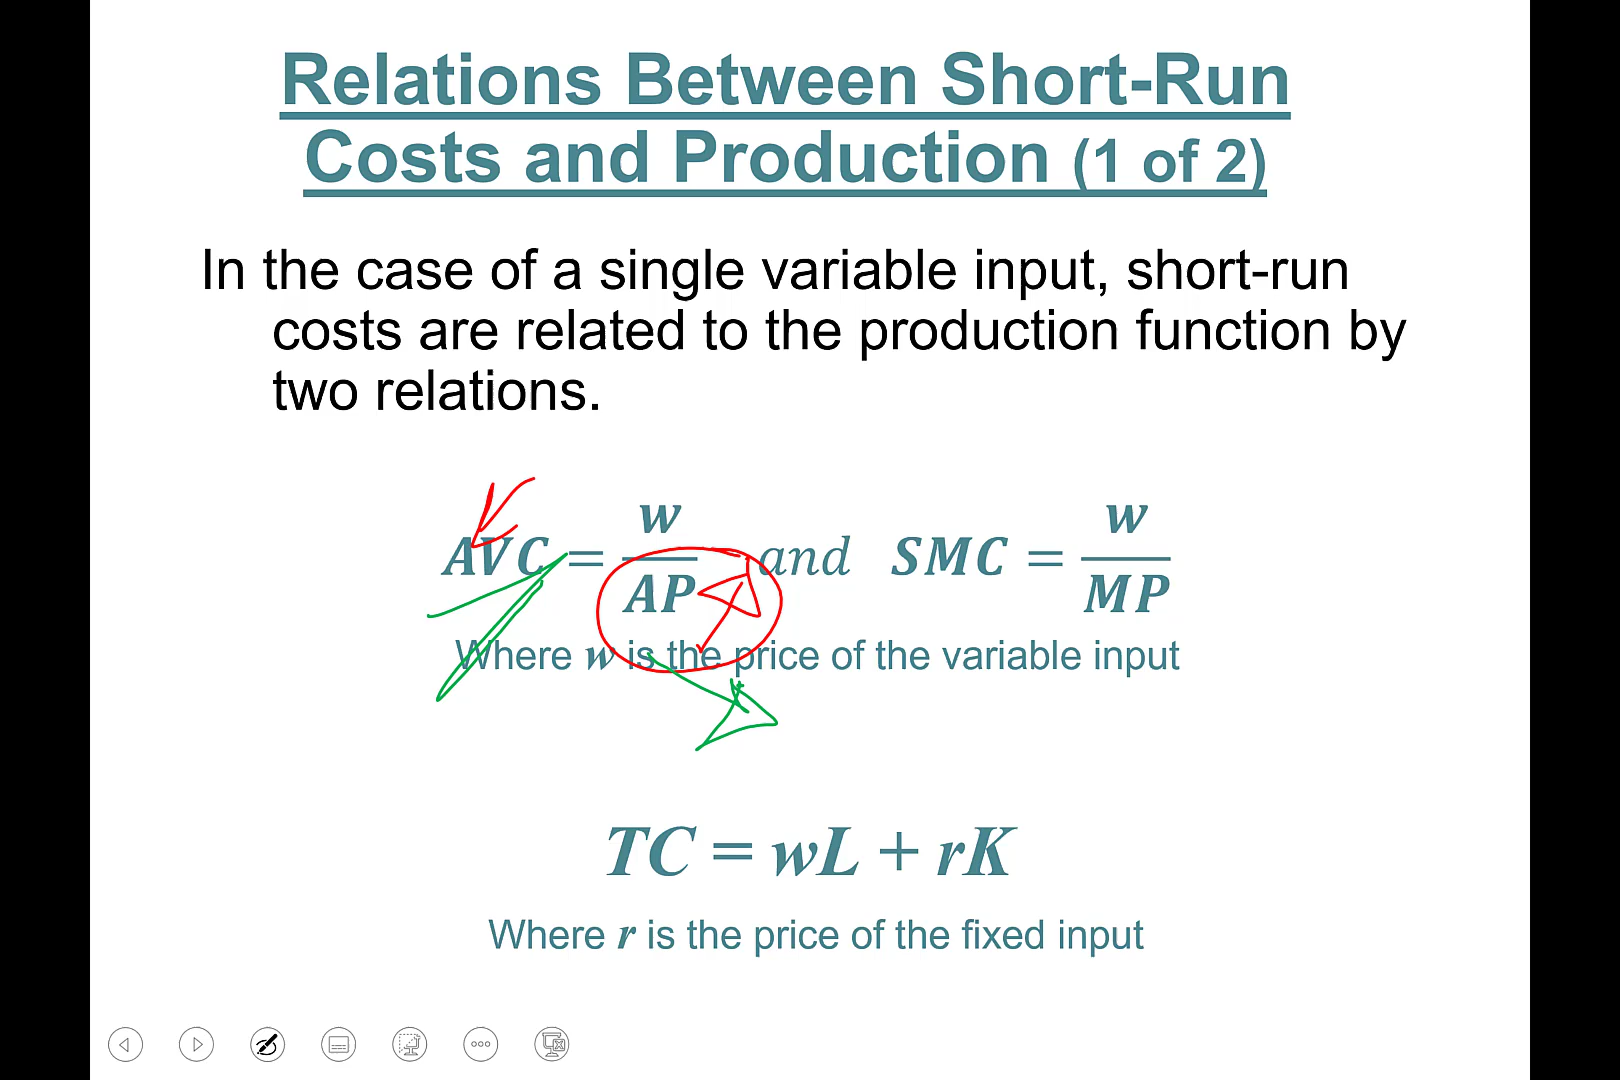 Relations Between Short-Run
Costs and Production (1 of 2)
In the case of a single variable input, short-run
costs are related to the production function by
two relations.
AVC = w/AP and SMC = w/MP
Where w is the price of the variable input
TC = wL + rK
Where r is the price of the fixed input